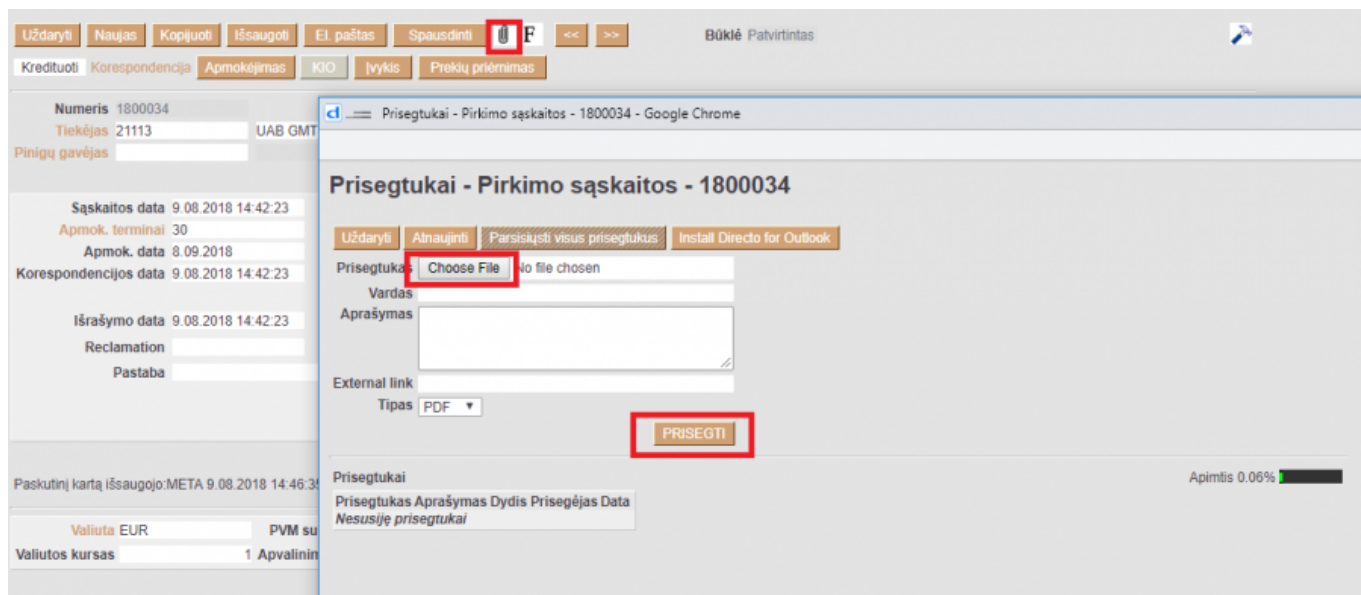 Uždaryti Naujas Kopijuoti Išsaugoti El. paštas Spausdinti F << >> Būklė Patvirtintas
Kredituoti Korespondencija Apmokėjimas KIO Įvykis Prekių priėmimas
Numeris 1800034
Tiekėjas 21113 UAB GMT
Pinigų gavėjas
Sąskaitos data 9.08.2018 14:42:23
Apmok. terminai 30
Apmok. data 8.09.2018
Korespondencijos data 9.08.2018 14:42:23
Išrašymo data 9.08.2018 14:42:23
Reclamation
Pastaba
Paskutinį kartą išsaugojo:META 9.08.2018 14:46:35
Valiuta EUR PVM su
Valiutos kursas 1 Apvalinim
Prisegtukai - Pirkimo sąskaitos - 1800034 - Google Chrome
Prisegtukai - Pirkimo sąskaitos - 1800034
Uždaryti Atnaujinti Parsisiųsti visus prisegtukus Install Directo for Outlook
Prisegtukas Choose File No file chosen
Vardas
Aprašymas
External link
Tipas PDF
PRISEGTI
Prisegtukai Apimtis 0.06%
Prisegtukas Aprašymas Dydis Prisegėjas Data
Nesusiję prisegtukai